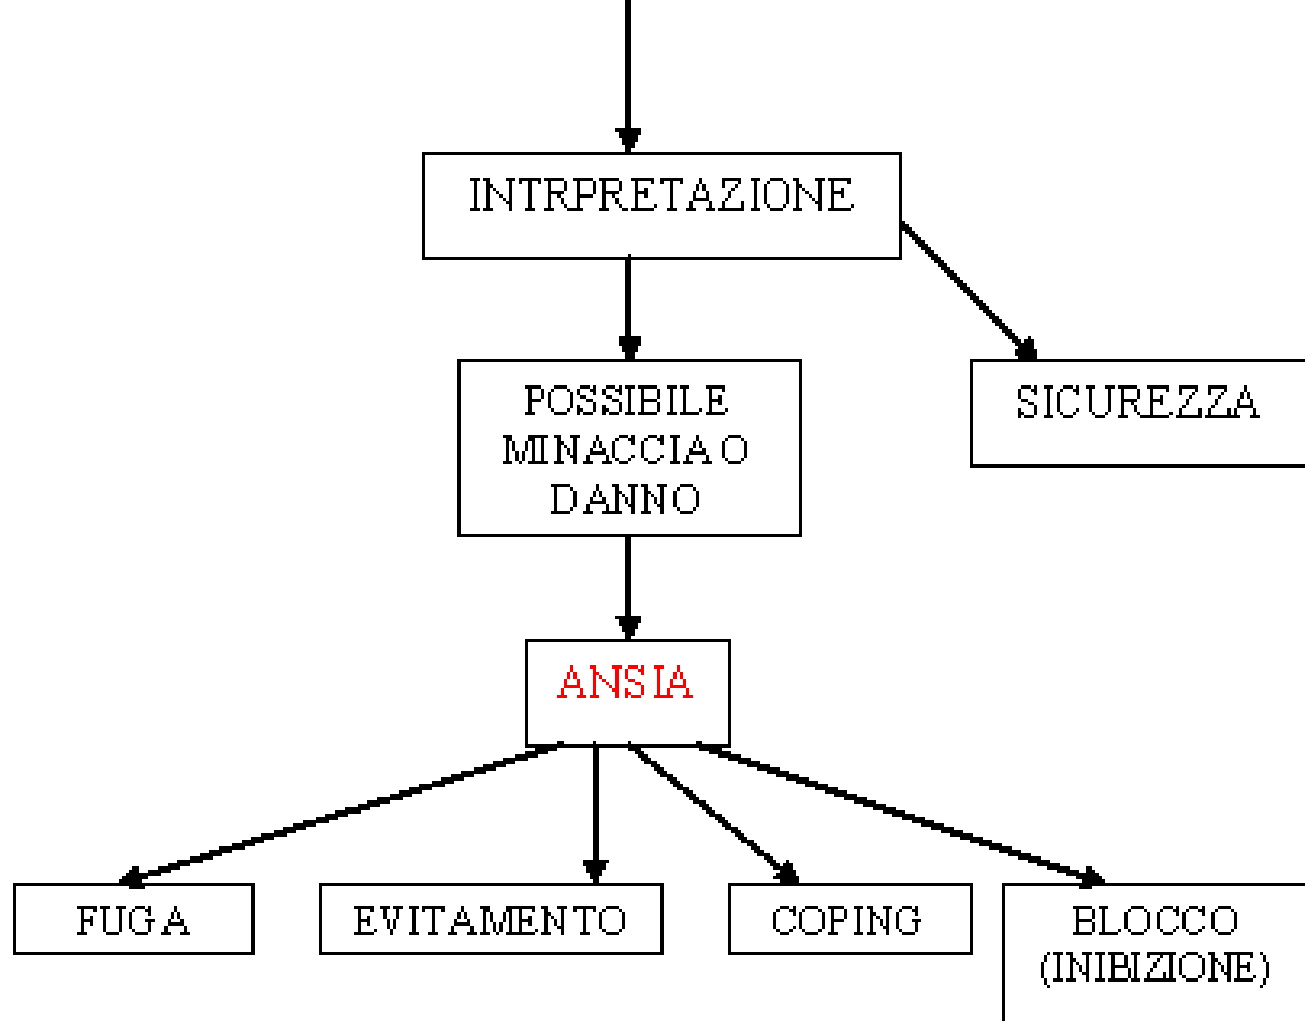 INTRPRETAZIONE
POSSIBILE
MINACCIA O
DANNO
SICUREZZA
ANSIA
FUGA
EVITAMENTO
COPING
BLOCCO
(INIBIZIONE)